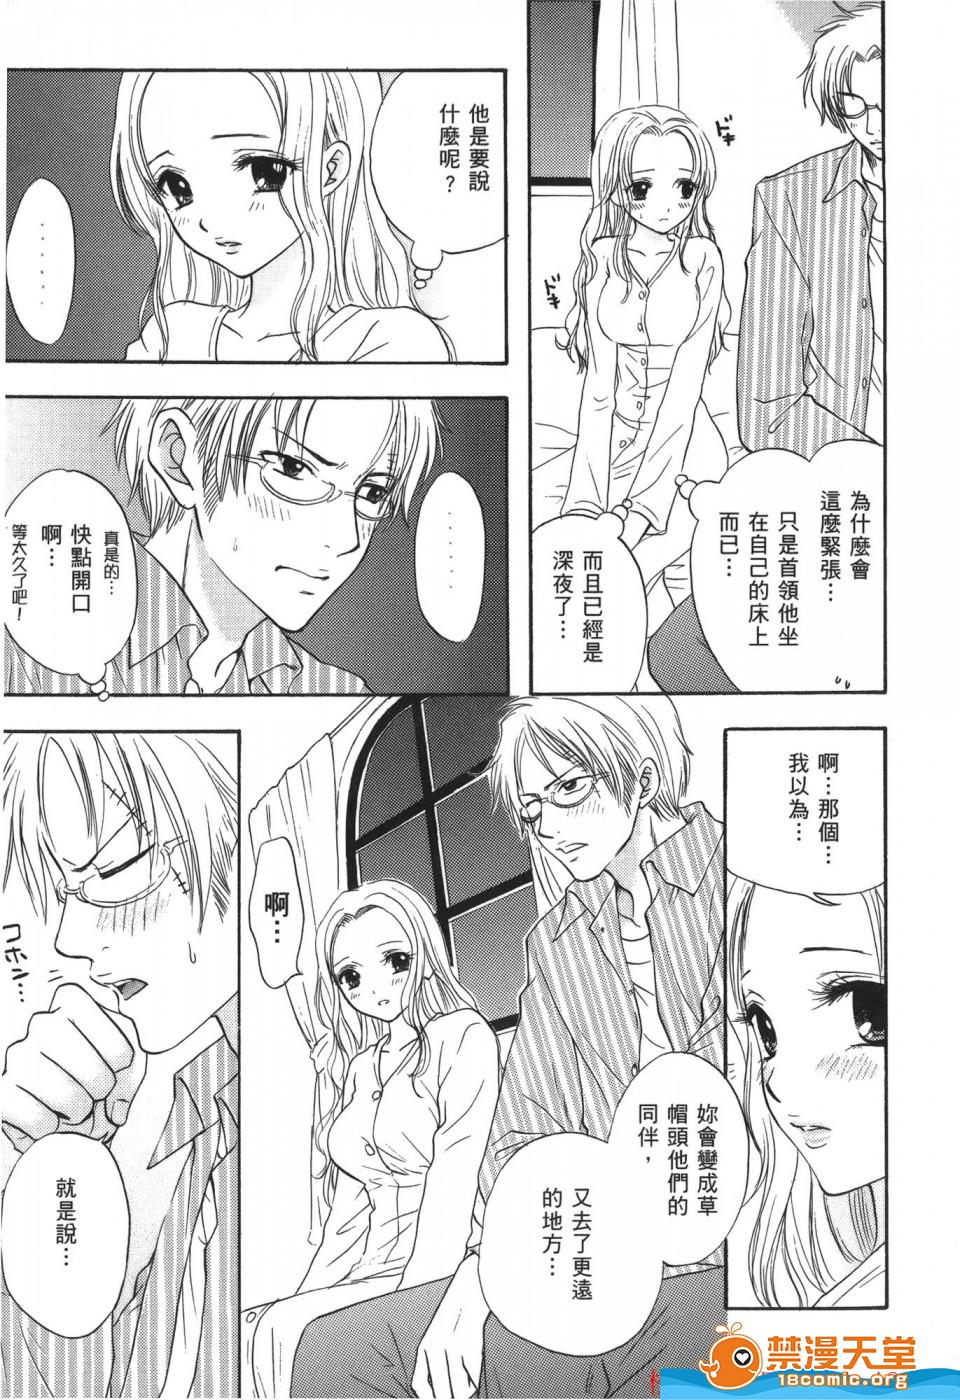 ドキ
ドキ
為什麼會
這麼緊張…
只是首領他坐
在自己的床上
而已…
而且已經是
深夜了…
他是要說
什麼呢？
……
……
真是的…
快點開口
啊…
等太久了吧！
啊…那個…
我以為…
妳會變成草
帽頭他們的
同伴，
又去了更遠
的地方…
啊…
コホン…
就是說…
禁漫天堂
18comic.org